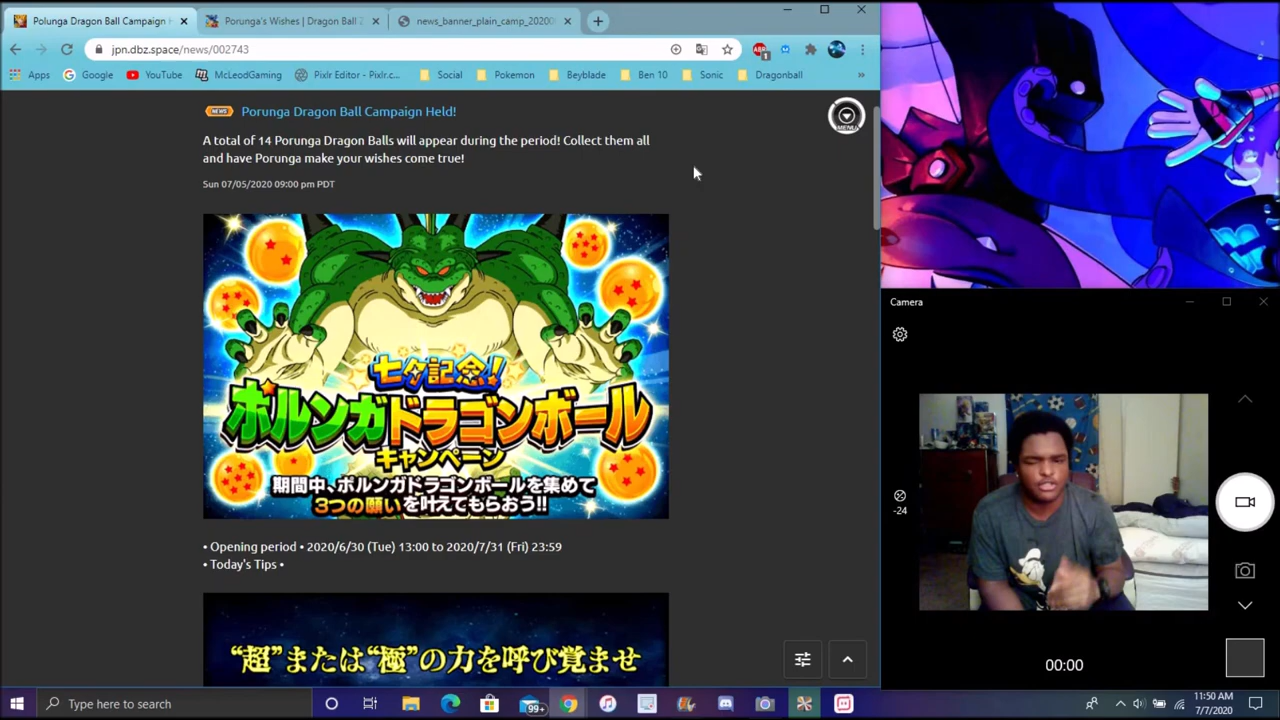 Polunga Dragon Ball Campaign H
Porunga's Wishes | Dragon Ball Z
news_banner_plain_camp_20200
jpn.dbz.space/news/002743
ABP
1
Apps
Google
YouTube
McLeodGaming
Pixlr Editor - Pixlr.c...
Social
Pokemon
Beyblade
Ben 10
Sonic
Dragonball
»
NEWS
Porunga Dragon Ball Campaign Held!
MENU
A total of 14 Porunga Dragon Balls will appear during the period! Collect them all
and have Porunga make your wishes come true!
Sun 07/05/2020 09:00 pm PDT
七夕記念!
ポルンガドラゴンボール
キャンペーン
期間中、ポルンガドラゴンボールを集めて
3つの願いを叶えてもらおう!!
• Opening period • 2020/6/30 (Tue) 13:00 to 2020/7/31 (Fri) 23:59
• Today's Tips •
“超”または“極”の力を呼び覚ませ
Camera
-24
00:00
Type here to search
99+
11:50 AM
7/7/2020